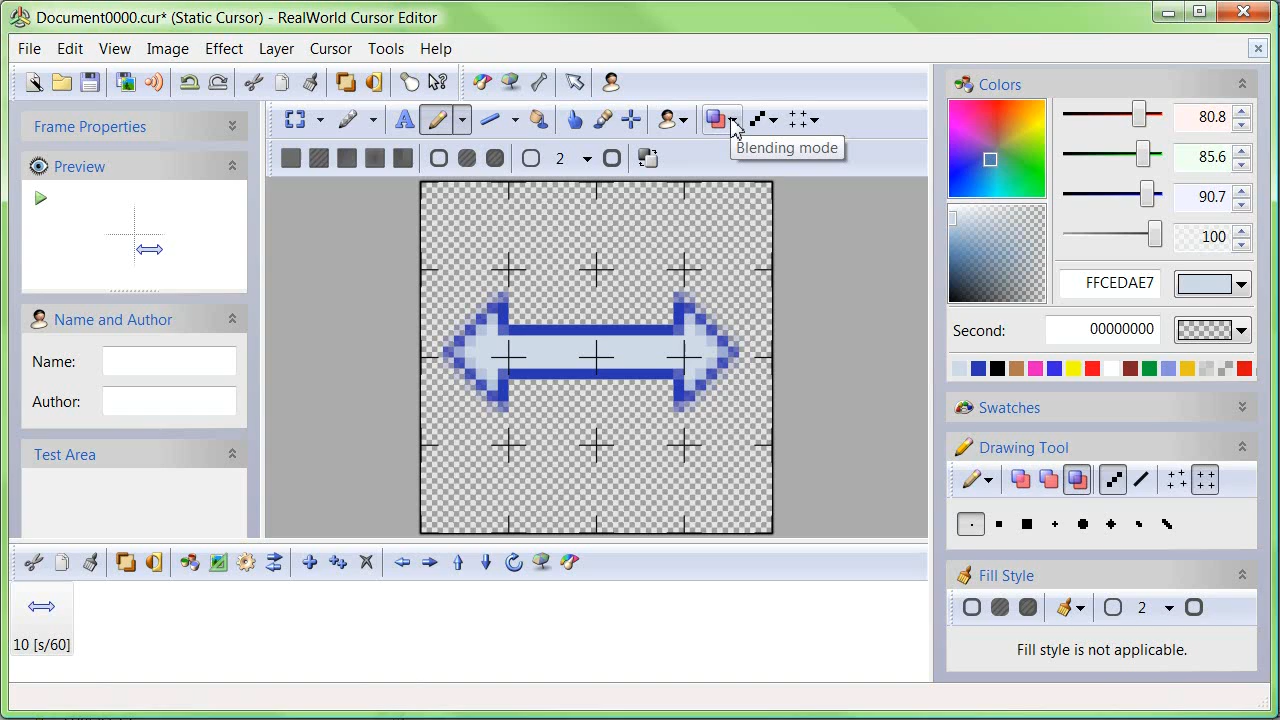 Document0000.cur* (Static Cursor) - RealWorld Cursor Editor
File Edit View Image Effect Layer Cursor Tools Help
Frame Properties
Preview
Name and Author
Name:
Author:
Test Area
2
Blending mode
10 [s/60]
Colors
80.8
85.6
90.7
100
FFCEDAE7
Second: 00000000
Swatches
Drawing Tool
Fill Style
2
Fill style is not applicable.